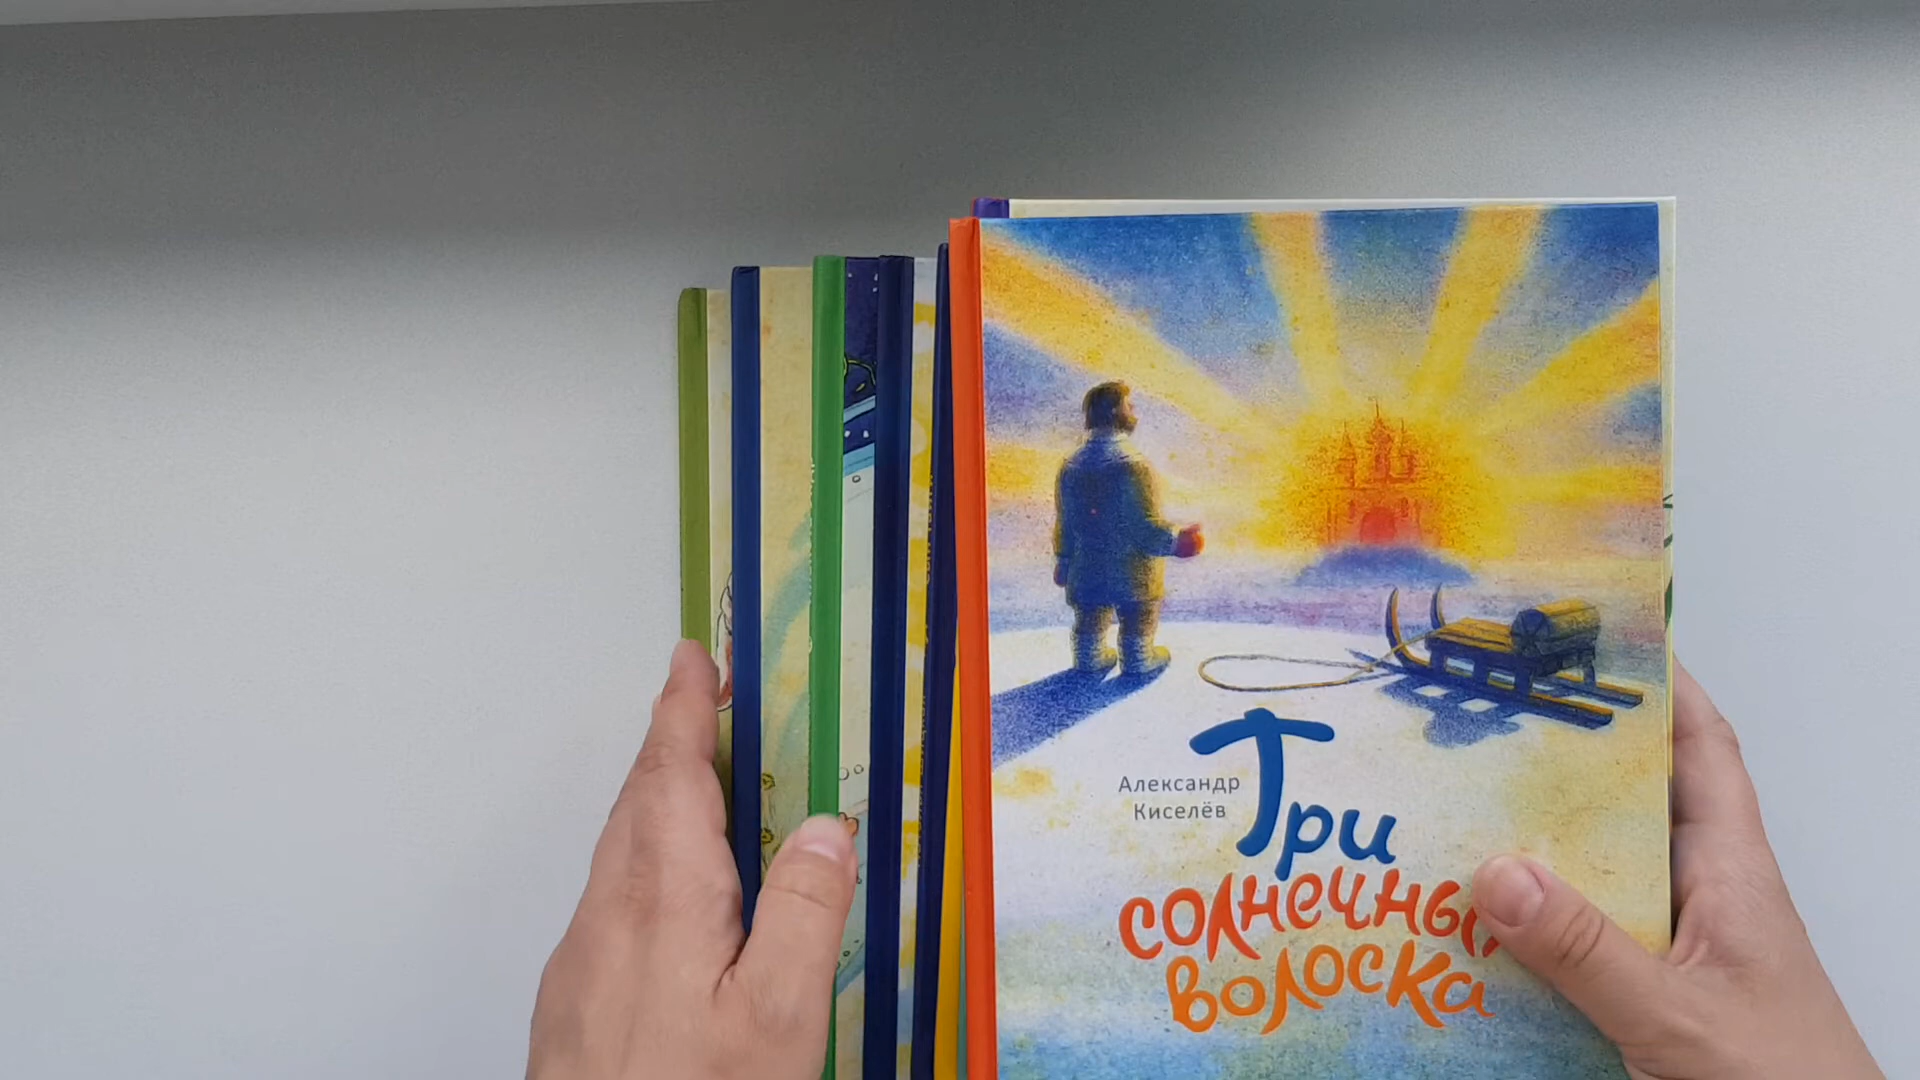 Александр
Киселёв
Три
солнечных
волоска